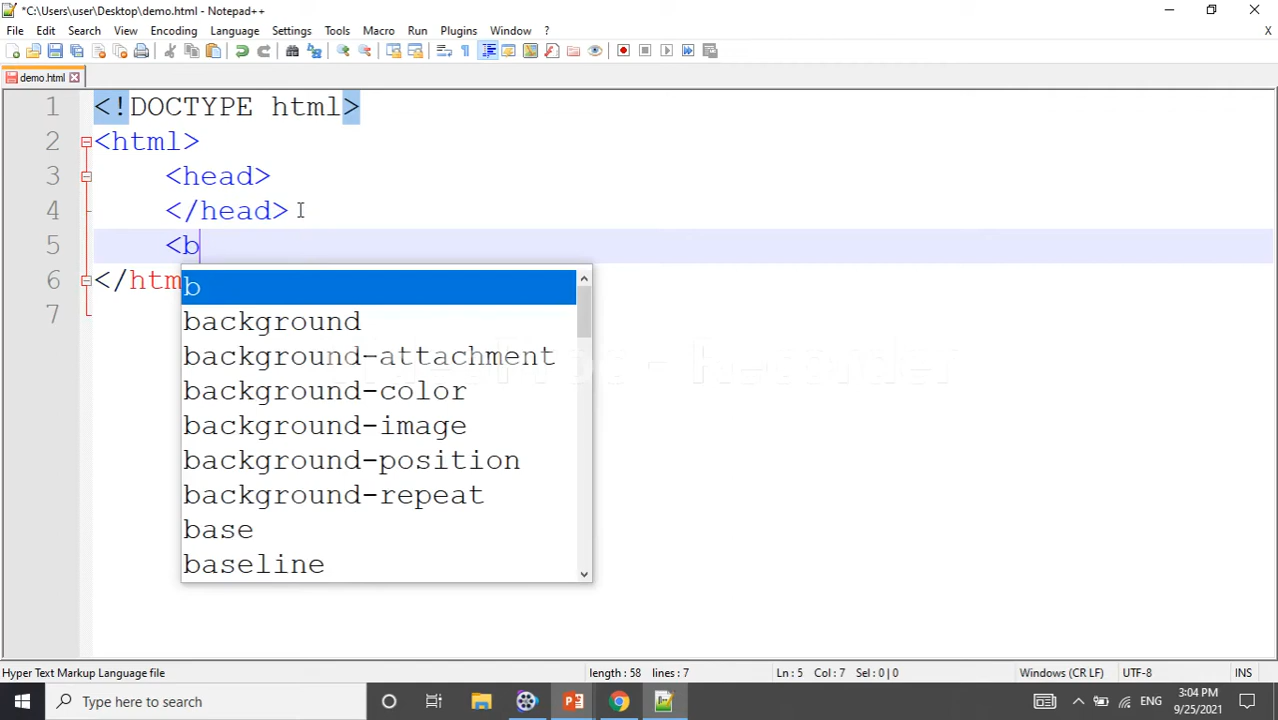 *C:\Users\user\Desktop\demo.html - Notepad++
File Edit Search View Encoding Language Settings Tools Macro Run Plugins Window ? X
demo.html
1 <!DOCTYPE html>
2 <html>
3 <head>
4 </head>
5 <b
6 </htm
7
b
background
background-attachment
background-color
background-image
background-position
background-repeat
base
baseline
- Recorder
Hyper Text Markup Language file length : 58 lines : 7 Ln : 5 Col : 7 Sel : 0 | 0 Windows (CR LF) UTF-8 INS
Type here to search ENG 3:04 PM
9/25/2021